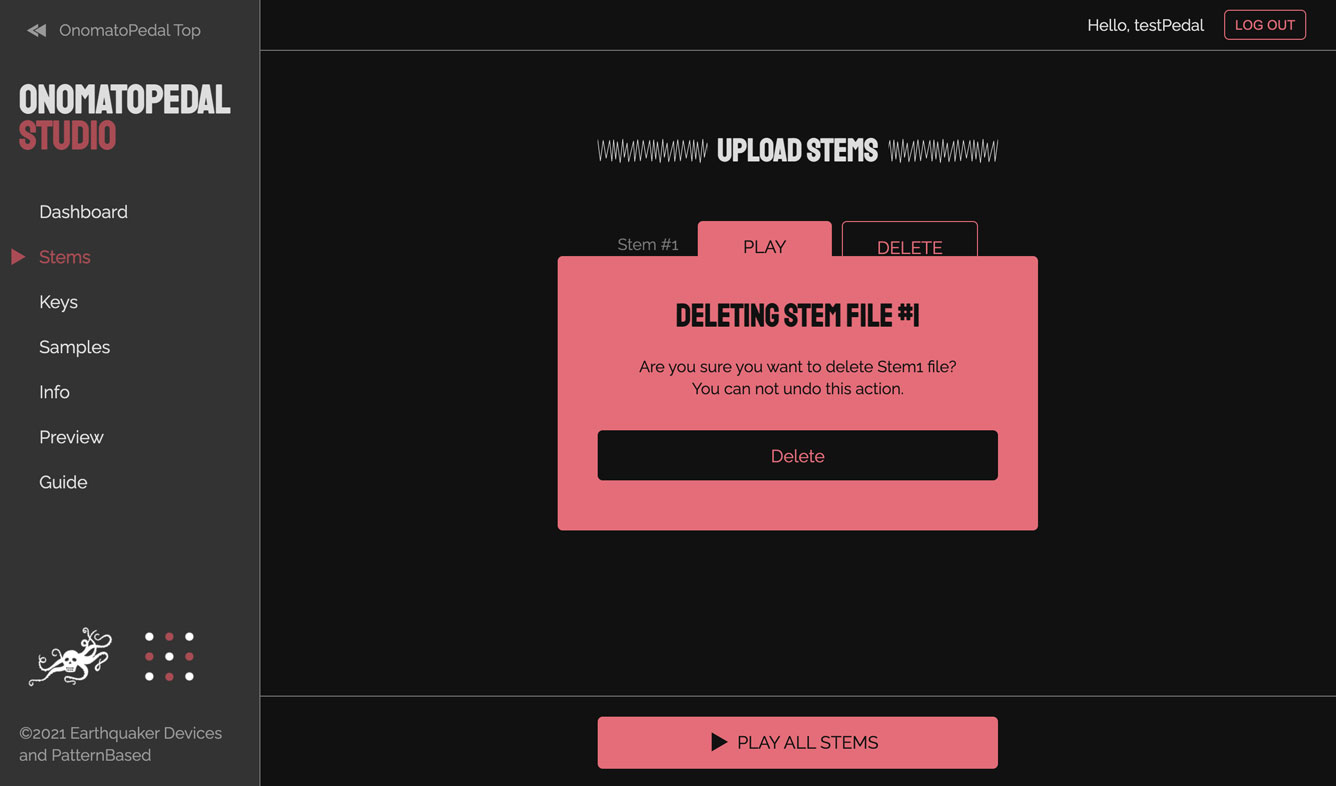 OnomatoPedal Top
ONOMATOPEDAL
STUDIO
Dashboard
Stems
Keys
Samples
Info
Preview
Guide
©2021 Earthquaker Devices
and PatternBased
Hello, testPedal
LOG OUT
UPLOAD STEMS
Stem #1
PLAY
DELETE
DELETING STEM FILE #1
Are you sure you want to delete Stem1 file?
You can not undo this action.
Delete
PLAY ALL STEMS